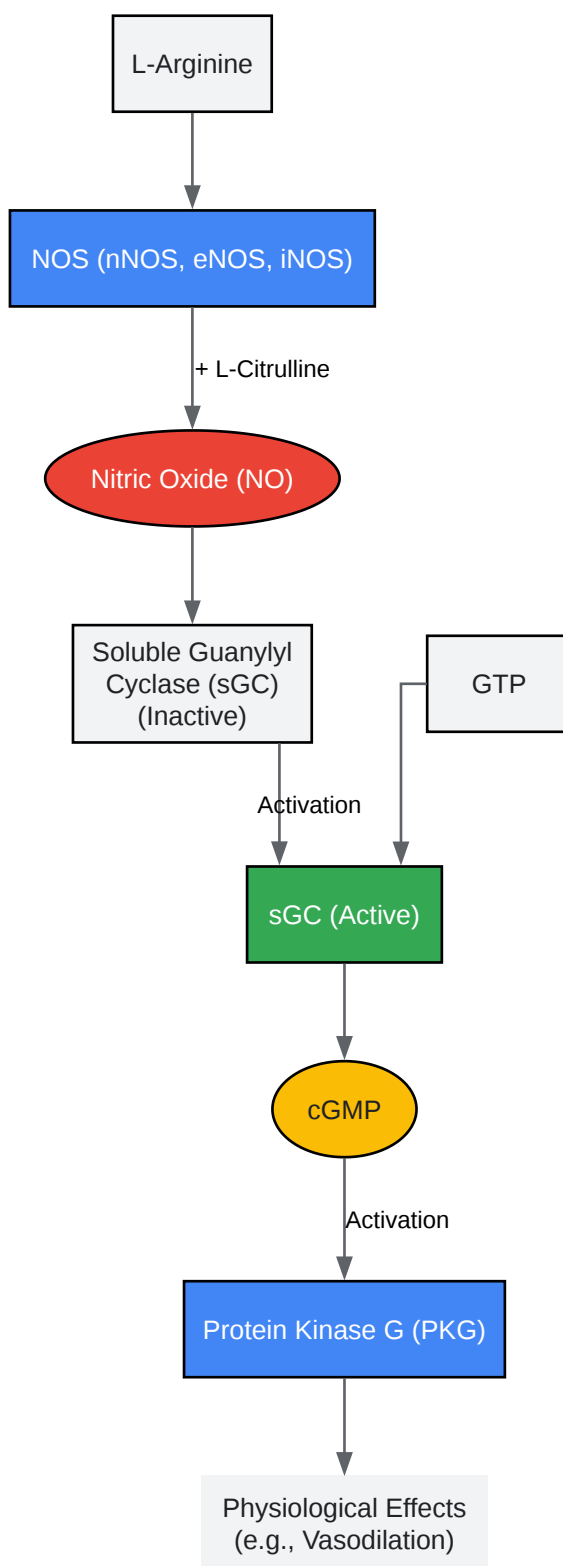 L-Arginine
NOS (nNOS, eNOS, iNOS)
+ L-Citrulline
Nitric Oxide (NO)
Soluble Guanylyl
Cyclase (sGC)
(Inactive)
GTP
Activation
sGC (Active)
cGMP
Activation
Protein Kinase G (PKG)
Physiological Effects
(e.g., Vasodilation)